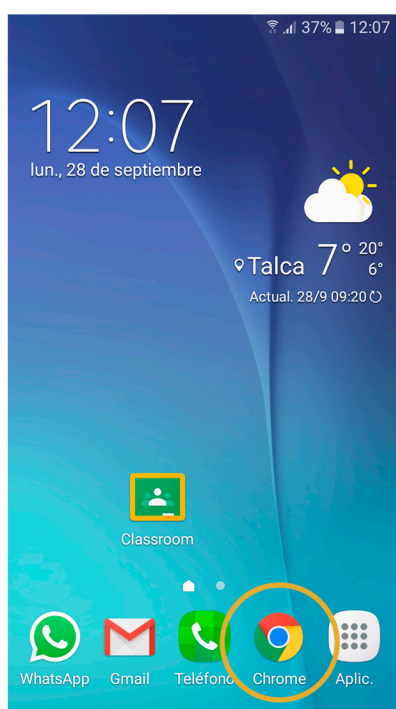 37% 12:07
12:07
lun., 28 de septiembre
Talca 7° 20°
6°
Actual. 28/9 09:20
Classroom
WhatsApp Gmail Teléfono Chrome Aplic.